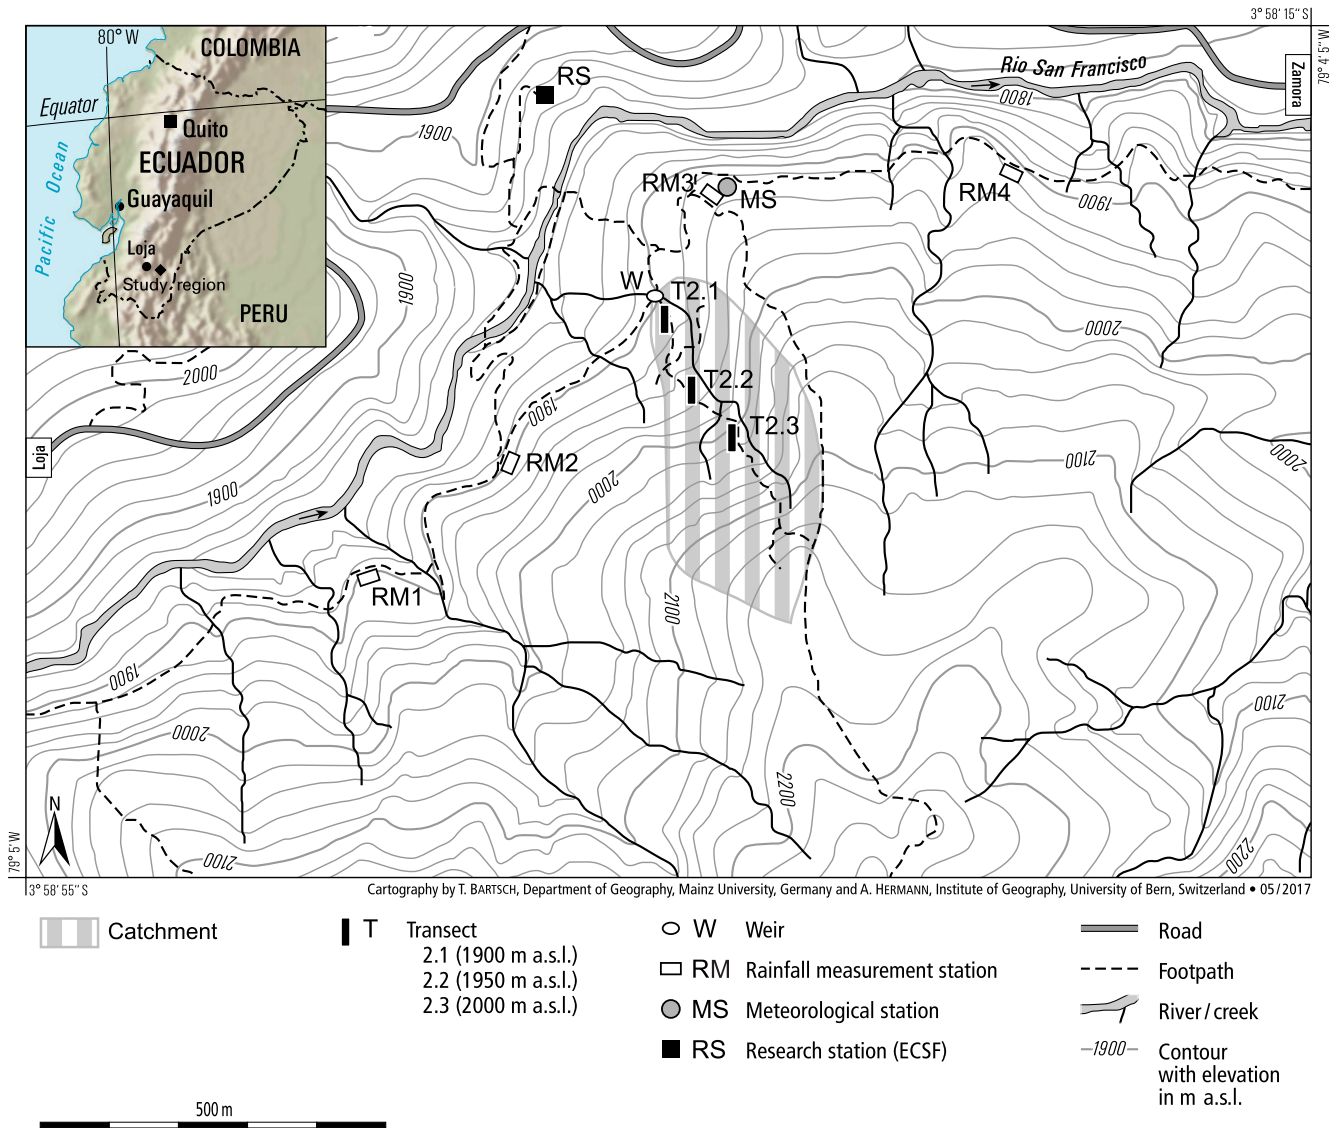 3° 58' 15'' S
79° 4' 5'' W
80° W
COLOMBIA
Equator
Quito
ECUADOR
Pacific Ocean
Guayaquil
Loja
Study region
PERU
RS
1900
Rio San Francisco
1800
Zamora
RM3
MS
RM4
1900
1900
W
T2.1
2000
2000
T2.2
1900
T2.3
Loja
RM2
2100
2000
1900
2000
RM1
2100
1900
2100
2000
2200
N
2100
2200
79° 5' W
3° 58' 55'' S
Cartography by T. BARTSCH, Department of Geography, Mainz University, Germany and A. HERMANN, Institute of Geography, University of Bern, Switzerland • 05/2017
Catchment
T Transect
2.1 (1900 m a.s.l.)
2.2 (1950 m a.s.l.)
2.3 (2000 m a.s.l.)
W Weir
RM Rainfall measurement station
MS Meteorological station
RS Research station (ECSF)
Road
Footpath
River/creek
1900 Contour
with elevation
in m a.s.l.
500 m